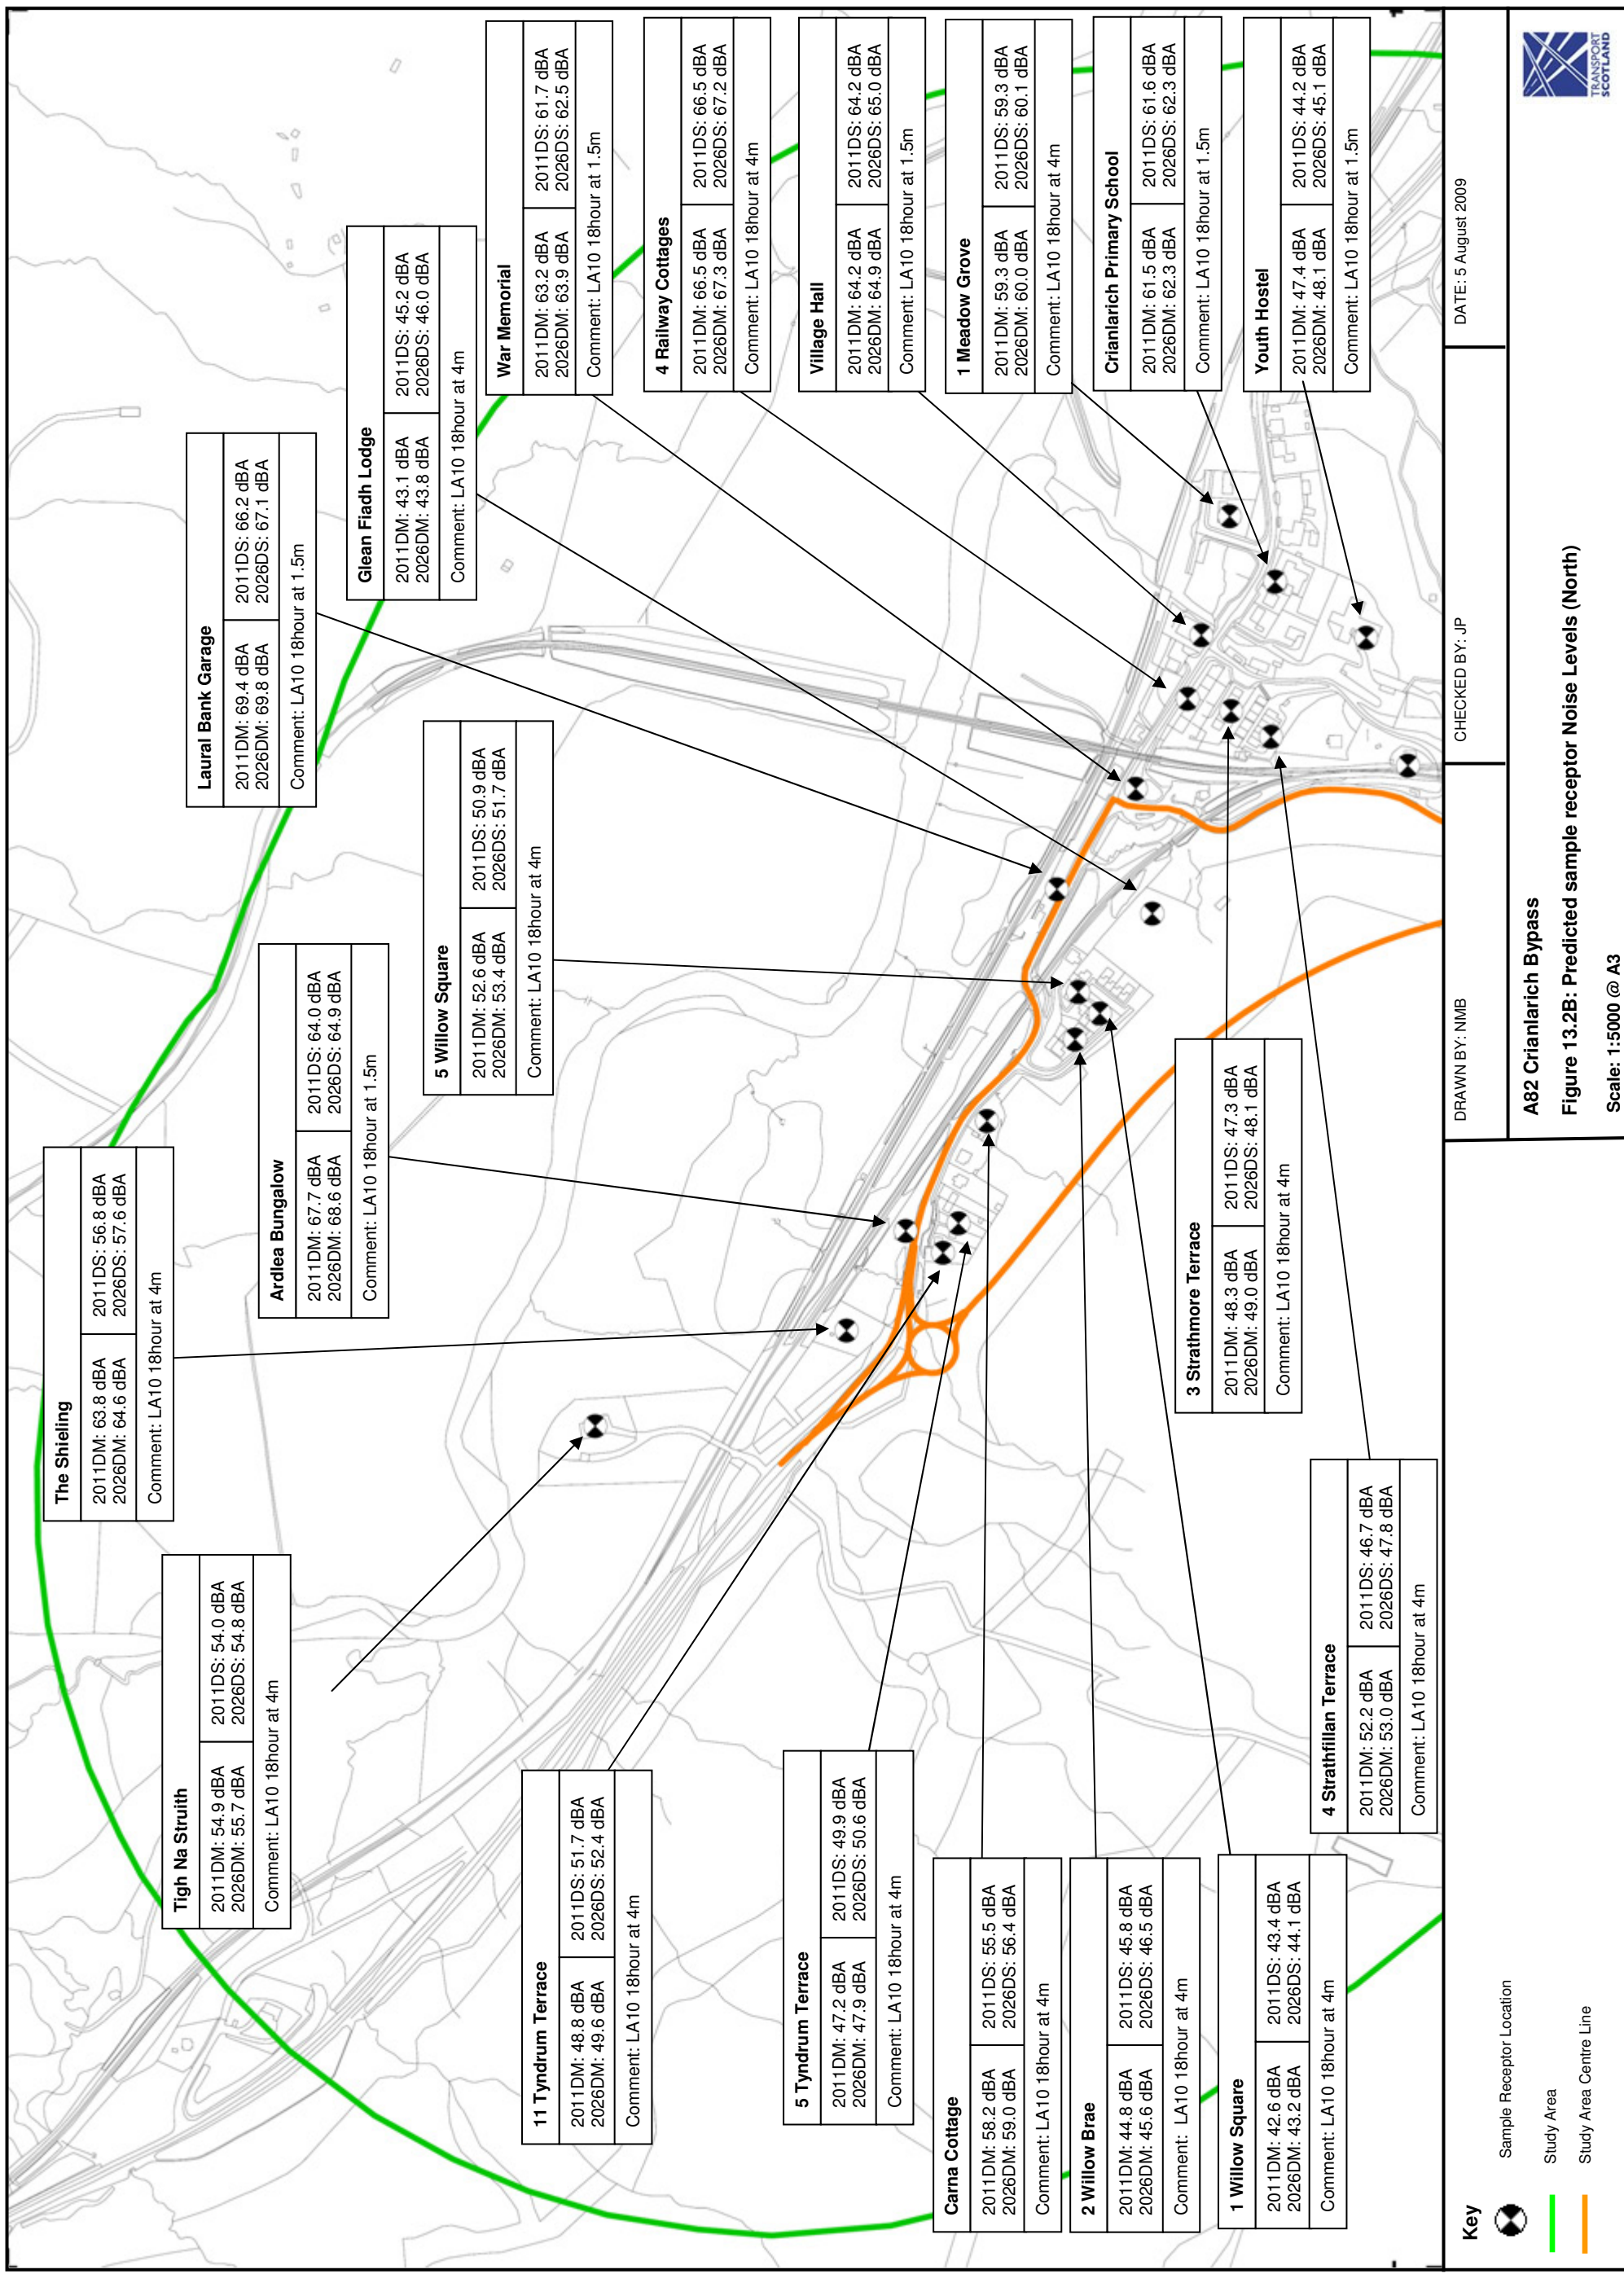 Tigh Na Struith
2011DM: 54.9 dBA 2011DS: 54.0 dBA
2026DM: 55.7 dBA 2026DS: 54.8 dBA
Comment: LA10 18hour at 4m
The Shieling
2011DM: 63.8 dBA 2011DS: 56.8 dBA
2026DM: 64.6 dBA 2026DS: 57.6 dBA
Comment: LA10 18hour at 4m
Ardlea Bungalow
2011DM: 67.7 dBA 2011DS: 64.0 dBA
2026DM: 68.6 dBA 2026DS: 64.9 dBA
Comment: LA10 18hour at 1.5m
5 Willow Square
2011DM: 52.6 dBA 2011DS: 50.9 dBA
2026DM: 53.4 dBA 2026DS: 51.7 dBA
Comment: LA10 18hour at 4m
Laural Bank Garage
2011DM: 69.4 dBA 2011DS: 66.2 dBA
2026DM: 69.8 dBA 2026DS: 67.1 dBA
Comment: LA10 18hour at 1.5m
Glean Fiadh Lodge
2011DM: 43.1 dBA 2011DS: 45.2 dBA
2026DM: 43.8 dBA 2026DS: 46.0 dBA
Comment: LA10 18hour at 4m
War Memorial
2011DM: 63.2 dBA 2011DS: 61.7 dBA
2026DM: 63.9 dBA 2026DS: 62.5 dBA
Comment: LA10 18hour at 1.5m
4 Railway Cottages
2011DM: 66.5 dBA 2011DS: 66.5 dBA
2026DM: 67.3 dBA 2026DS: 67.2 dBA
Comment: LA10 18hour at 4m
Village Hall
2011DM: 64.2 dBA 2011DS: 64.2 dBA
2026DM: 64.9 dBA 2026DS: 65.0 dBA
Comment: LA10 18hour at 1.5m
1 Meadow Grove
2011DM: 59.3 dBA 2011DS: 59.3 dBA
2026DM: 60.0 dBA 2026DS: 60.1 dBA
Comment: LA10 18hour at 4m
Crianlarich Primary School
2011DM: 61.5 dBA 2011DS: 61.6 dBA
2026DM: 62.3 dBA 2026DS: 62.3 dBA
Comment: LA10 18hour at 1.5m
Youth Hostel
2011DM: 47.4 dBA 2011DS: 44.2 dBA
2026DM: 48.1 dBA 2026DS: 45.1 dBA
Comment: LA10 18hour at 1.5m
11 Tyndrum Terrace
2011DM: 48.8 dBA 2011DS: 51.7 dBA
2026DM: 49.6 dBA 2026DS: 52.4 dBA
Comment: LA10 18hour at 4m
5 Tyndrum Terrace
2011DM: 47.2 dBA 2011DS: 49.9 dBA
2026DM: 47.9 dBA 2026DS: 50.6 dBA
Comment: LA10 18hour at 4m
Carna Cottage
2011DM: 58.2 dBA 2011DS: 55.5 dBA
2026DM: 59.0 dBA 2026DS: 56.4 dBA
Comment: LA10 18hour at 4m
2 Willow Brae
2011DM: 44.8 dBA 2011DS: 45.8 dBA
2026DM: 45.6 dBA 2026DS: 46.5 dBA
Comment: LA10 18hour at 4m
1 Willow Square
2011DM: 42.6 dBA 2011DS: 43.4 dBA
2026DM: 43.2 dBA 2026DS: 44.1 dBA
Comment: LA10 18hour at 4m
4 Strathfillan Terrace
2011DM: 52.2 dBA 2011DS: 46.7 dBA
2026DM: 53.0 dBA 2026DS: 47.8 dBA
Comment: LA10 18hour at 4m
3 Strathmore Terrace
2011DM: 48.3 dBA 2011DS: 47.3 dBA
2026DM: 49.0 dBA 2026DS: 48.1 dBA
Comment: LA10 18hour at 4m
Key
Sample Receptor Location
Study Area
Study Area Centre Line
DRAWN BY: NMB CHECKED BY: JP DATE: 5 August 2009
A82 Crianlarich Bypass
Figure 13.2B: Predicted sample receptor Noise Levels (North)
Scale: 1:5000 @ A3
TRANSPORT
SCOTLAND